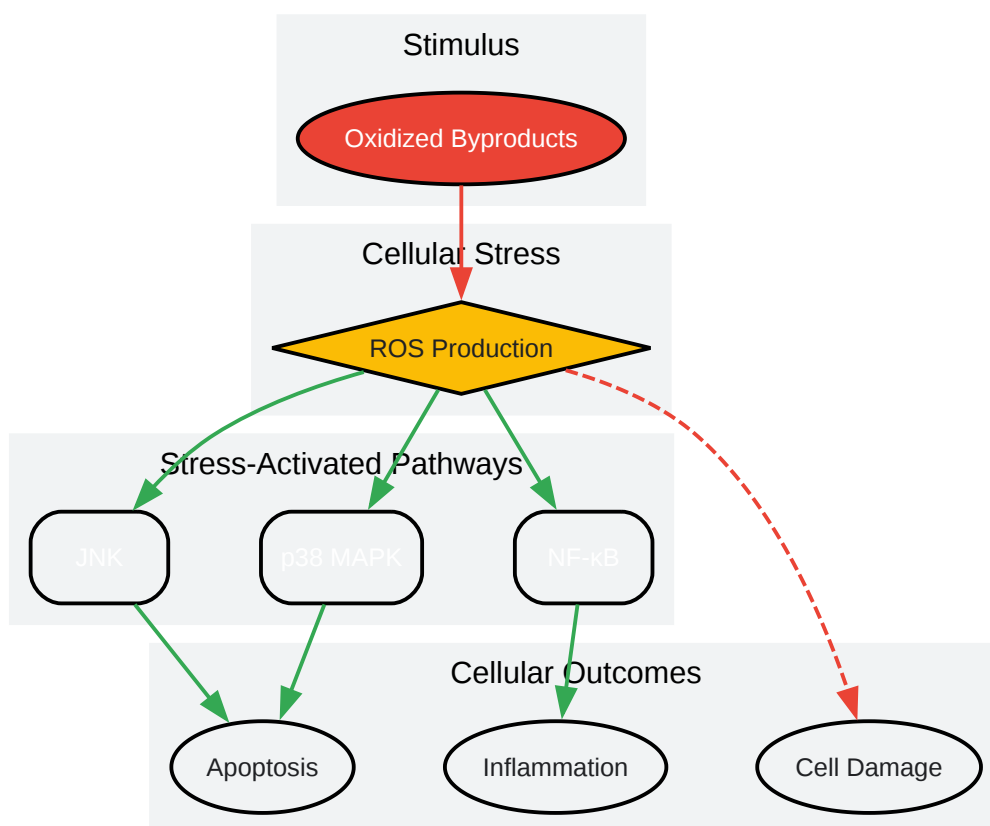 Stimulus
Oxidized Byproducts
Cellular Stress
ROS Production
Stress-Activated Pathways
JNK
p38 MAPK
NF-κB
Cellular Outcomes
Apoptosis
Inflammation
Cell Damage